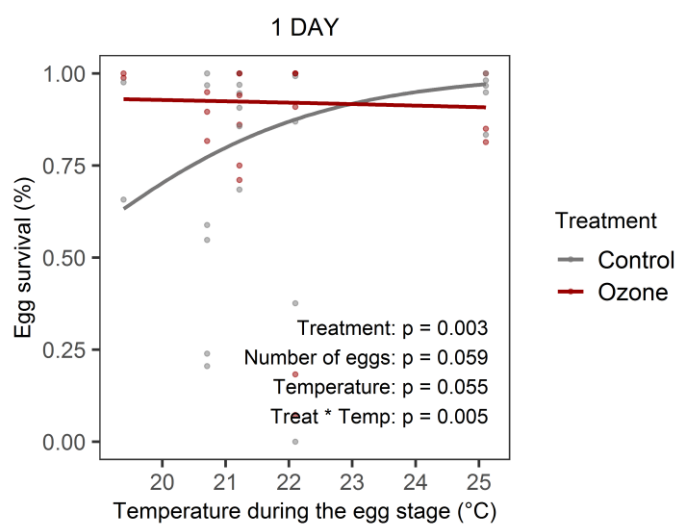 1 DAY
Egg survival (%)
1.00
0.75
0.50
0.25
0.00
Treatment: p = 0.003
Number of eggs: p = 0.059
Temperature: p = 0.055
Treat * Temp: p = 0.005
20 21 22 23 24 25
Temperature during the egg stage (°C)
Treatment
Control
Ozone